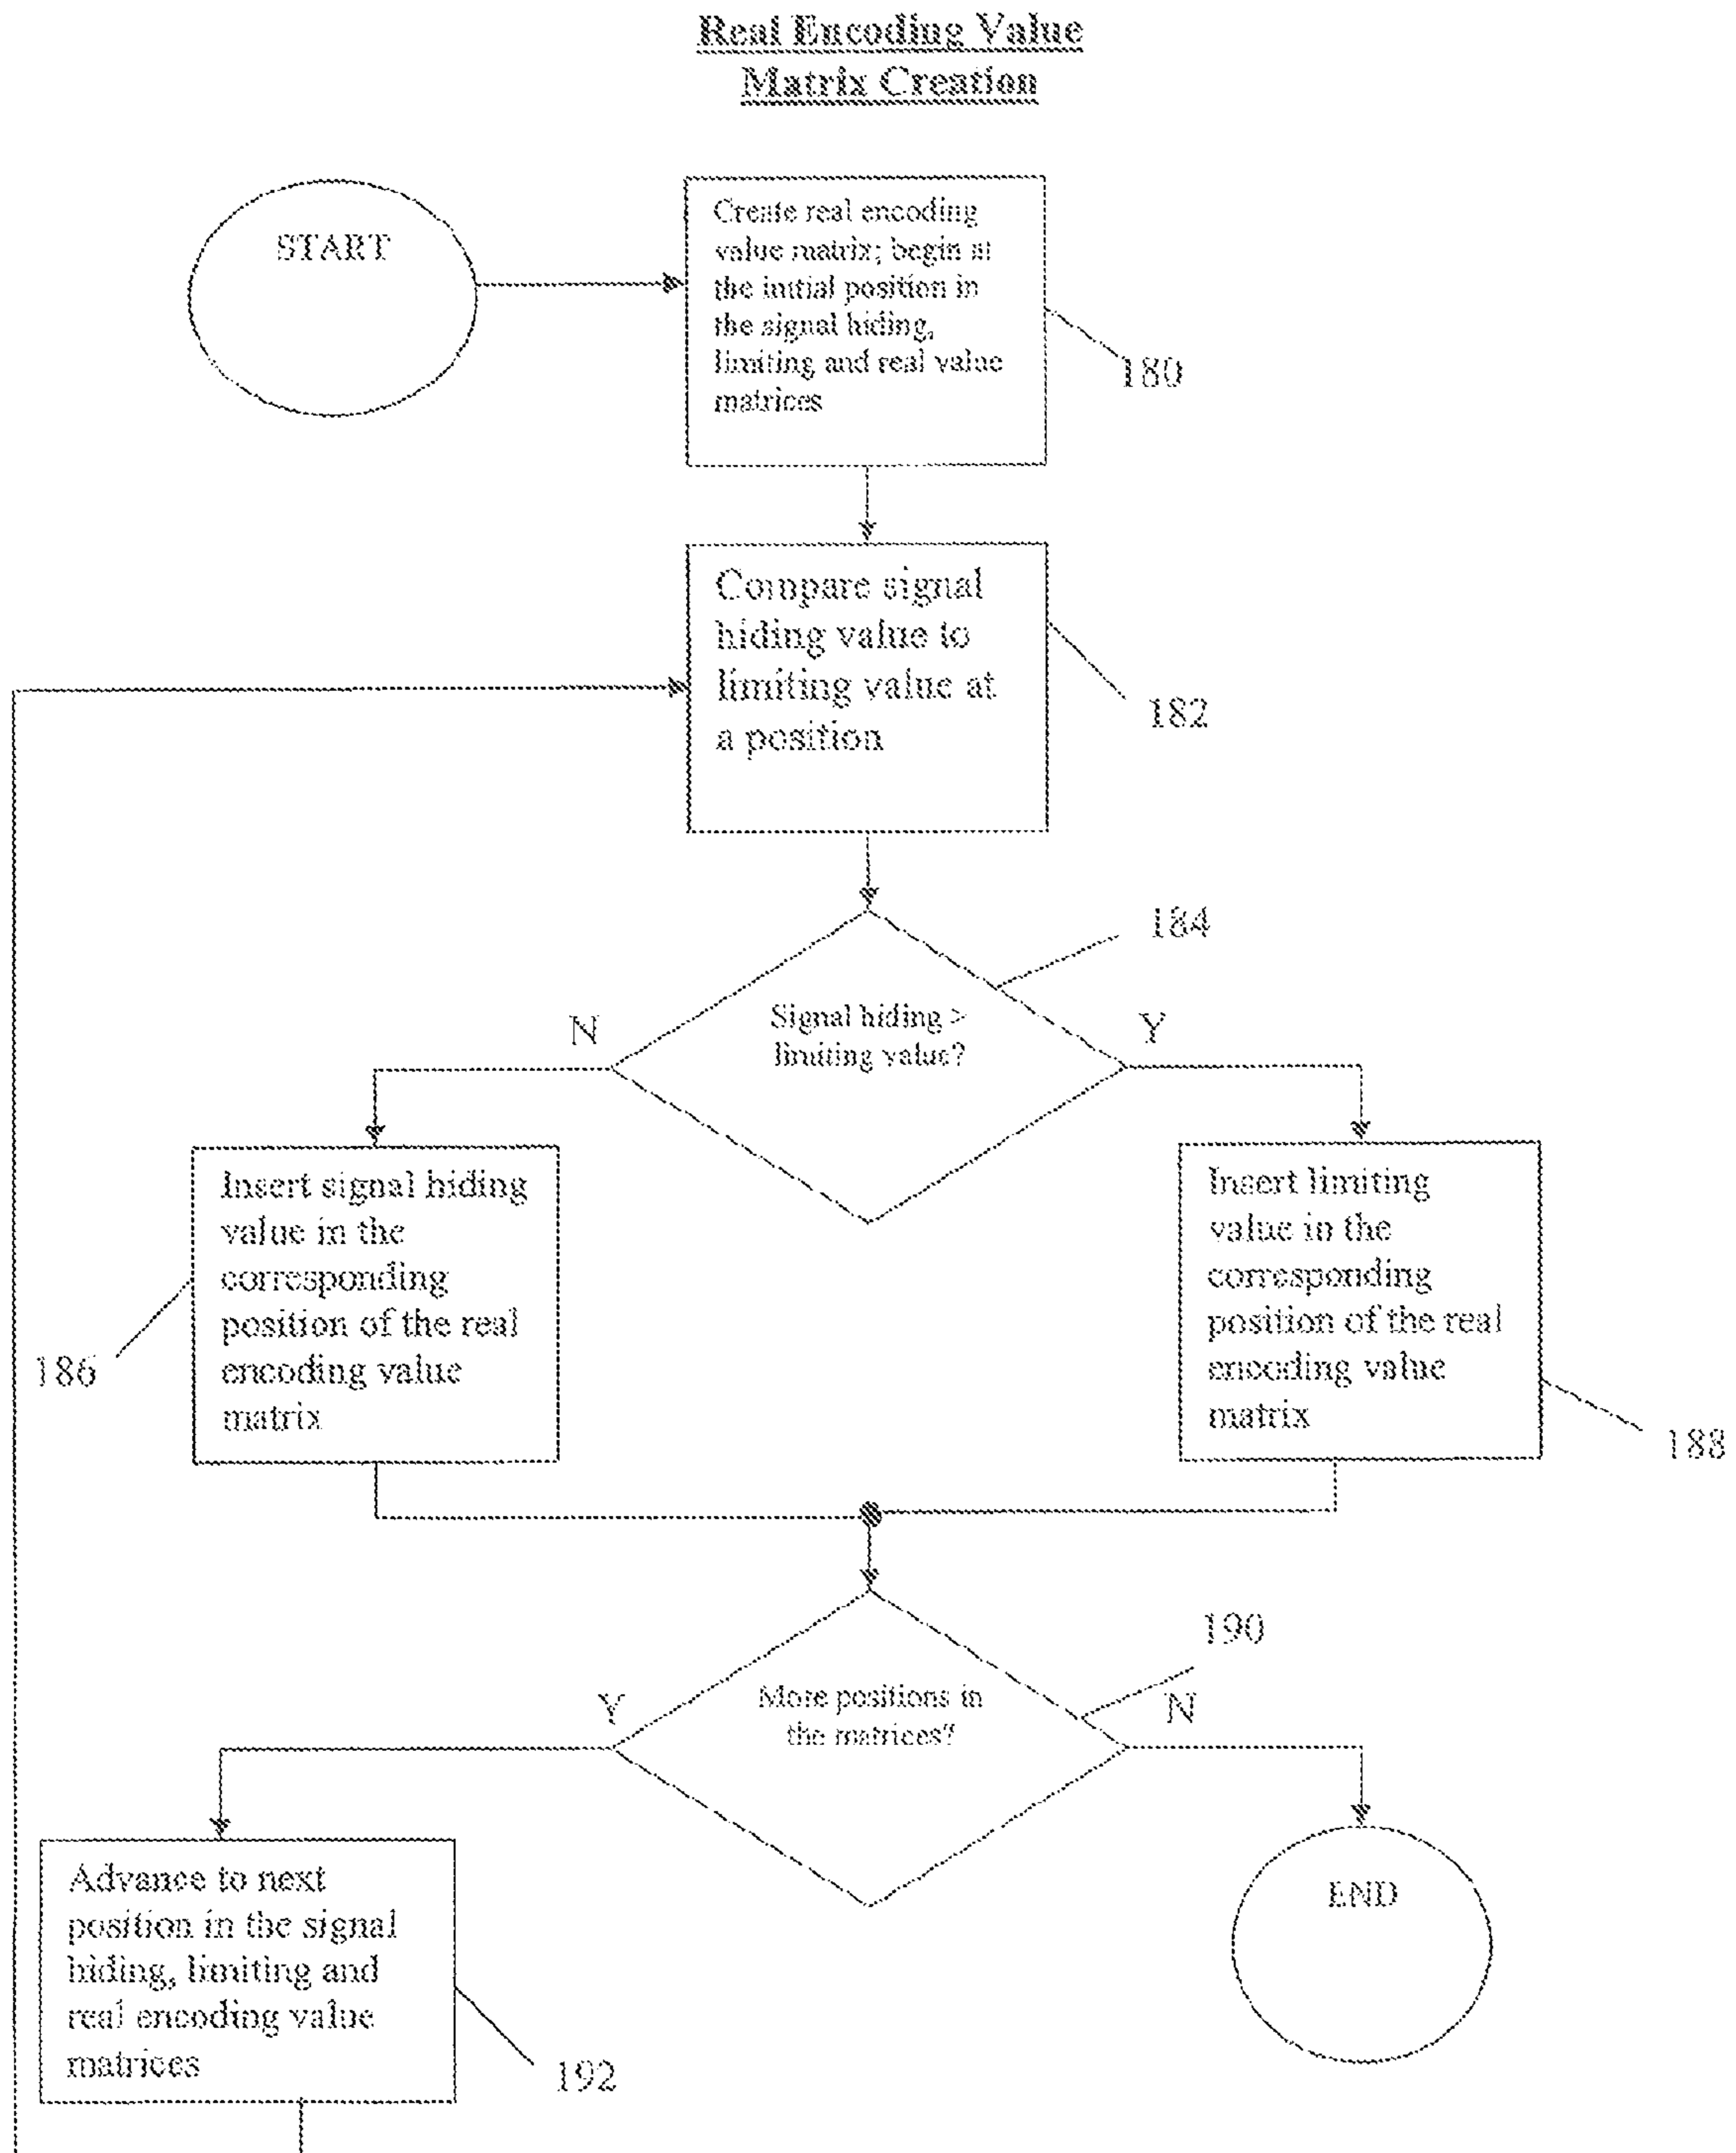 Real Encoding Value
Matrix Creation
START
Create real encoding
value matrix; begin at
the initial position in
the signal hiding,
limiting and real value
matrices
180
Compare signal
hiding value to
limiting value at
a position
182
184
Signal hiding >
limiting value?
N
Y
Insert signal hiding
value in the
corresponding
position of the real
encoding value
matrix
186
Insert limiting
value in the
corresponding
position of the real
encoding value
matrix
188
190
More positions in
the matrices?
Y
N
Advance to next
position in the signal
hiding, limiting and
real encoding value
matrices
192
END